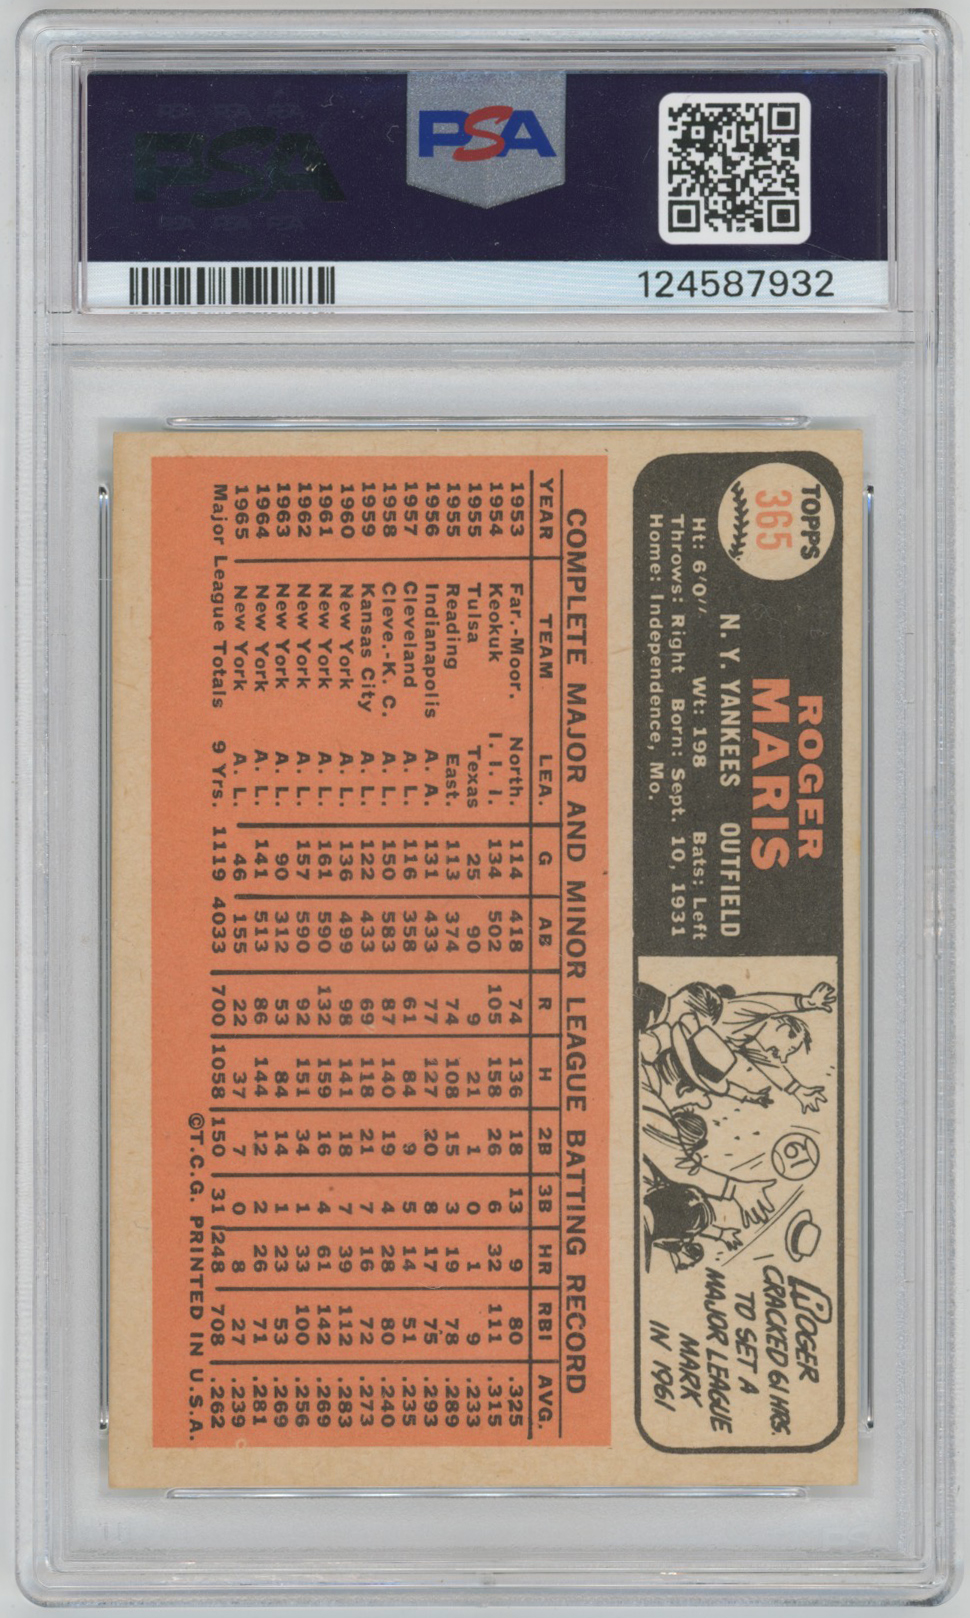 PSA
PSA
124587932
TOPPS
365
ROGER
MARIS
N. Y. YANKEES OUTFIELD
Ht: 6'0" Wt: 198 Bats: Left
Throws: Right Born: Sept. 10, 1931
Home: Independence, Mo.
61
ROGER
CRACKED 61 HRS.
TO SET A
MAJOR LEAGUE
MARK
IN 1961
COMPLETE MAJOR AND MINOR LEAGUE BATTING RECORD
YEAR TEAM LEA. G AB R H 2B 3B HR RBI AVG.
1953 Far.-Moor. North. 114 418 74 136 18 13 9 80 .325
1954 Keokuk I. I. I. 134 502 105 158 26 6 32 111 .315
1955 Tulsa Texas 25 90 9 21 1 0 1 9 .233
1955 Reading East. 113 374 74 108 15 3 19 78 .289
1956 Indianapolis A. A. 131 433 77 127 20 8 17 75 .293
1957 Cleveland A. L. 116 358 61 84 9 5 14 51 .235
1958 Cleve.-K. C. A. L. 150 583 87 140 19 4 28 80 .240
1959 Kansas City A. L. 122 433 69 118 21 7 16 72 .273
1960 New York A. L. 136 499 98 141 18 7 39 112 .283
1961 New York A. L. 161 590 132 159 16 4 61 142 .269
1962 New York A. L. 157 590 92 151 34 1 33 100 .256
1963 New York A. L. 90 312 53 84 14 1 23 53 .269
1964 New York A. L. 141 513 86 144 12 2 26 71 .281
1965 New York A. L. 46 155 22 37 7 0 8 27 .239
Major League Totals 9 Yrs. 1119 4033 700 1058 150 31 248 708 .262
©T.C.G. PRINTED IN U.S.A.